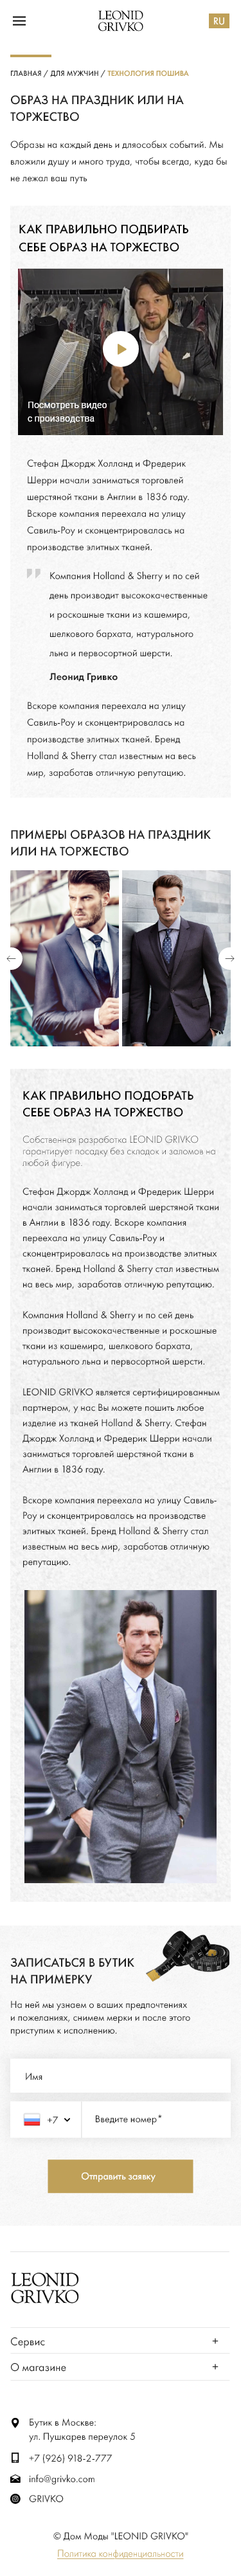 LEONID
GRIVKO
RU
ГЛАВНАЯ / ДЛЯ МУЖЧИН / ТЕХНОЛОГИЯ ПОШИВА
ОБРАЗ НА ПРАЗДНИК ИЛИ НА
ТОРЖЕСТВО
Образы на каждый день и дляособых событий. Мы
вложили душу и много труда, чтобы всегда, куда бы
не лежал ваш путь
КАК ПРАВИЛЬНО ПОДБИРАТЬ
СЕБЕ ОБРАЗ НА ТОРЖЕСТВО
Посмотреть видео
с производства
Стефан Джордж Холланд и Фредерик
Шерри начали заниматься торговлей
шерстяной ткани в Англии в 1836 году.
Вскоре компания переехала на улицу
Савиль-Роу и сконцентрировалась на
производстве элитных тканей.
Компания Holland & Sherry и по сей
день производит высококачественные
и роскошные ткани из кашемира,
шелкового бархата, натурального
льна и первосортной шерсти.
Леонид Гривко
Вскоре компания переехала на улицу
Савиль-Роу и сконцентрировалась на
производстве элитных тканей. Бренд
Holland & Sherry стал известным на весь
мир, заработав отличную репутацию.
ПРИМЕРЫ ОБРАЗОВ НА ПРАЗДНИК
ИЛИ НА ТОРЖЕСТВО
КАК ПРАВИЛЬНО ПОДОБРАТЬ
СЕБЕ ОБРАЗ НА ТОРЖЕСТВО
Собственная разработка LEONID GRIVKO
гарантирует посадку без складок и заломов на
любой фигуре.
Стефан Джордж Холланд и Фредерик Шерри
начали заниматься торговлей шерстяной ткани
в Англии в 1836 году. Вскоре компания
переехала на улицу Савиль-Роу и
сконцентрировалась на производстве элитных
тканей. Бренд Holland & Sherry стал известным
на весь мир, заработав отличную репутацию.
Компания Holland & Sherry и по сей день
производит высококачественные и роскошные
ткани из кашемира, шелкового бархата,
натурального льна и первосортной шерсти.
LEONID GRIVKO является сертифицированным
партнером, у нас Вы можете пошить любое
изделие из тканей Holland & Sherry. Стефан
Джордж Холланд и Фредерик Шерри начали
заниматься торговлей шерстяной ткани в
Англии в 1836 году.
Вскоре компания переехала на улицу Савиль-
Роу и сконцентрировалась на производстве
элитных тканей. Бренд Holland & Sherry стал
известным на весь мир, заработав отличную
репутацию.
ЗАПИСАТЬСЯ В БУТИК
НА ПРИМЕРКУ
На ней мы узнаем о ваших предпочтениях
и пожеланиях, снимем мерки и после этого
приступим к исполнению.
Имя
+7 Введите номер*
Отправить заявку
LEONID
GRIVKO
Сервис +
О магазине +
Бутик в Москве:
ул. Пушкарев переулок 5
+7 (926) 918-2-777
info@grivko.com
GRIVKO
© Дом Моды "LEONID GRIVKO"
Политика конфиденциальности